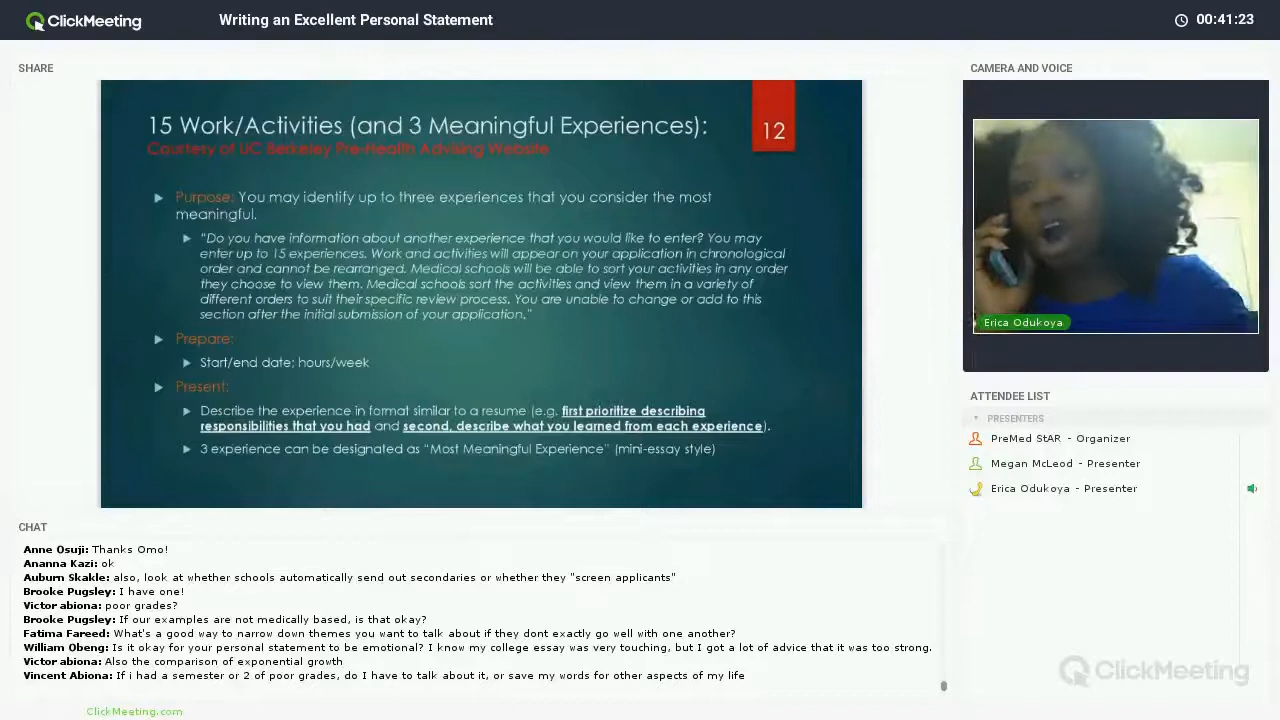 ClickMeeting
Writing an Excellent Personal Statement
00:41:23
SHARE
15 Work/Activities (and 3 Meaningful Experiences):
12
Courtesy of UC Berkeley Pre-Health Advising Website
Purpose: You may identify up to three experiences that you consider the most
meaningful.
“Do you have information about another experience that you would like to enter? You may
enter up to 15 experiences. Work and activities will appear on your application in chronological
order and cannot be rearranged. Medical schools will be able to sort your activities in any order
they choose to view them. Medical schools sort the activities and view them in a variety of
different orders to suit their specific review process. You are unable to change or add to this
section after the initial submission of your application.”
Prepare:
Start/end date; hours/week
Present:
Describe the experience in format similar to a resume (e.g. first prioritize describing
responsibilities that you had and second, describe what you learned from each experience).
3 experience can be designated as “Most Meaningful Experience” (mini-essay style)
CAMERA AND VOICE
Erica Odukoya
ATTENDEE LIST
PRESENTERS
PreMed StAR - Organizer
Megan McLeod - Presenter
Erica Odukoya - Presenter
CHAT
Anne Osuji: Thanks Omo!
Ananna Kazi: ok
Auburn Skakle: also, look at whether schools automatically send out secondaries or whether they "screen applicants"
Brooke Pugsley: I have one!
Victor abiona: poor grades?
Brooke Pugsley: If our examples are not medically based, is that okay?
Fatima Fareed: What's a good way to narrow down themes you want to talk about if they dont exactly go well with one another?
William Obeng: Is it okay for your personal statement to be emotional? I know my college essay was very touching, but I got a lot of advice that it was too strong.
Victor abiona: Also the comparison of exponential growth
Vincent Abiona: If i had a semester or 2 of poor grades, do I have to talk about it, or save my words for other aspects of my life
ClickMeeting
ClickMeeting.com